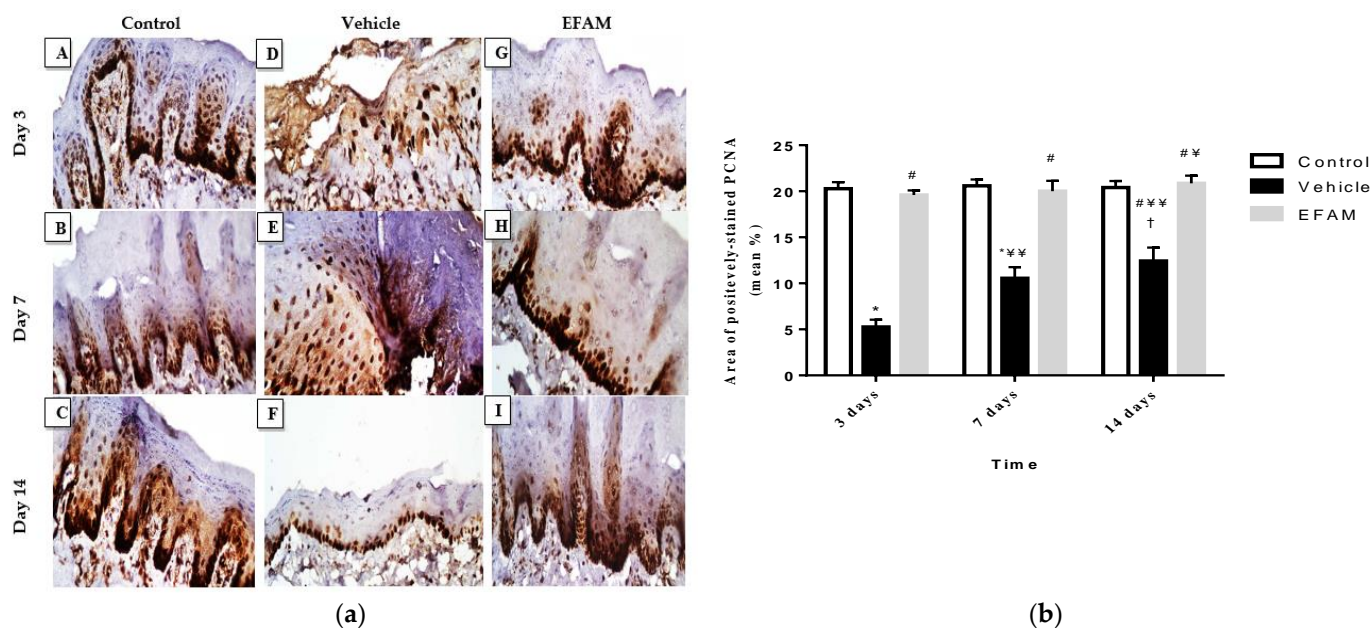 Control Vehicle EFAM
Day 3
A D G
Day 7
B E H
Day 14
C F I
(a)
Area of positevely-stained PCNA
(mean %)
25
20
15
10
5
0
*
#
*¥¥
#
#¥¥
†
#¥
3 days
7 days
14 days
Time
Control
Vehicle
EFAM
(b)